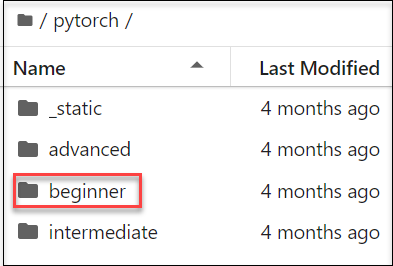 / pytorch /
Name Last Modified
_static 4 months ago
advanced 4 months ago
beginner 4 months ago
intermediate 4 months ago